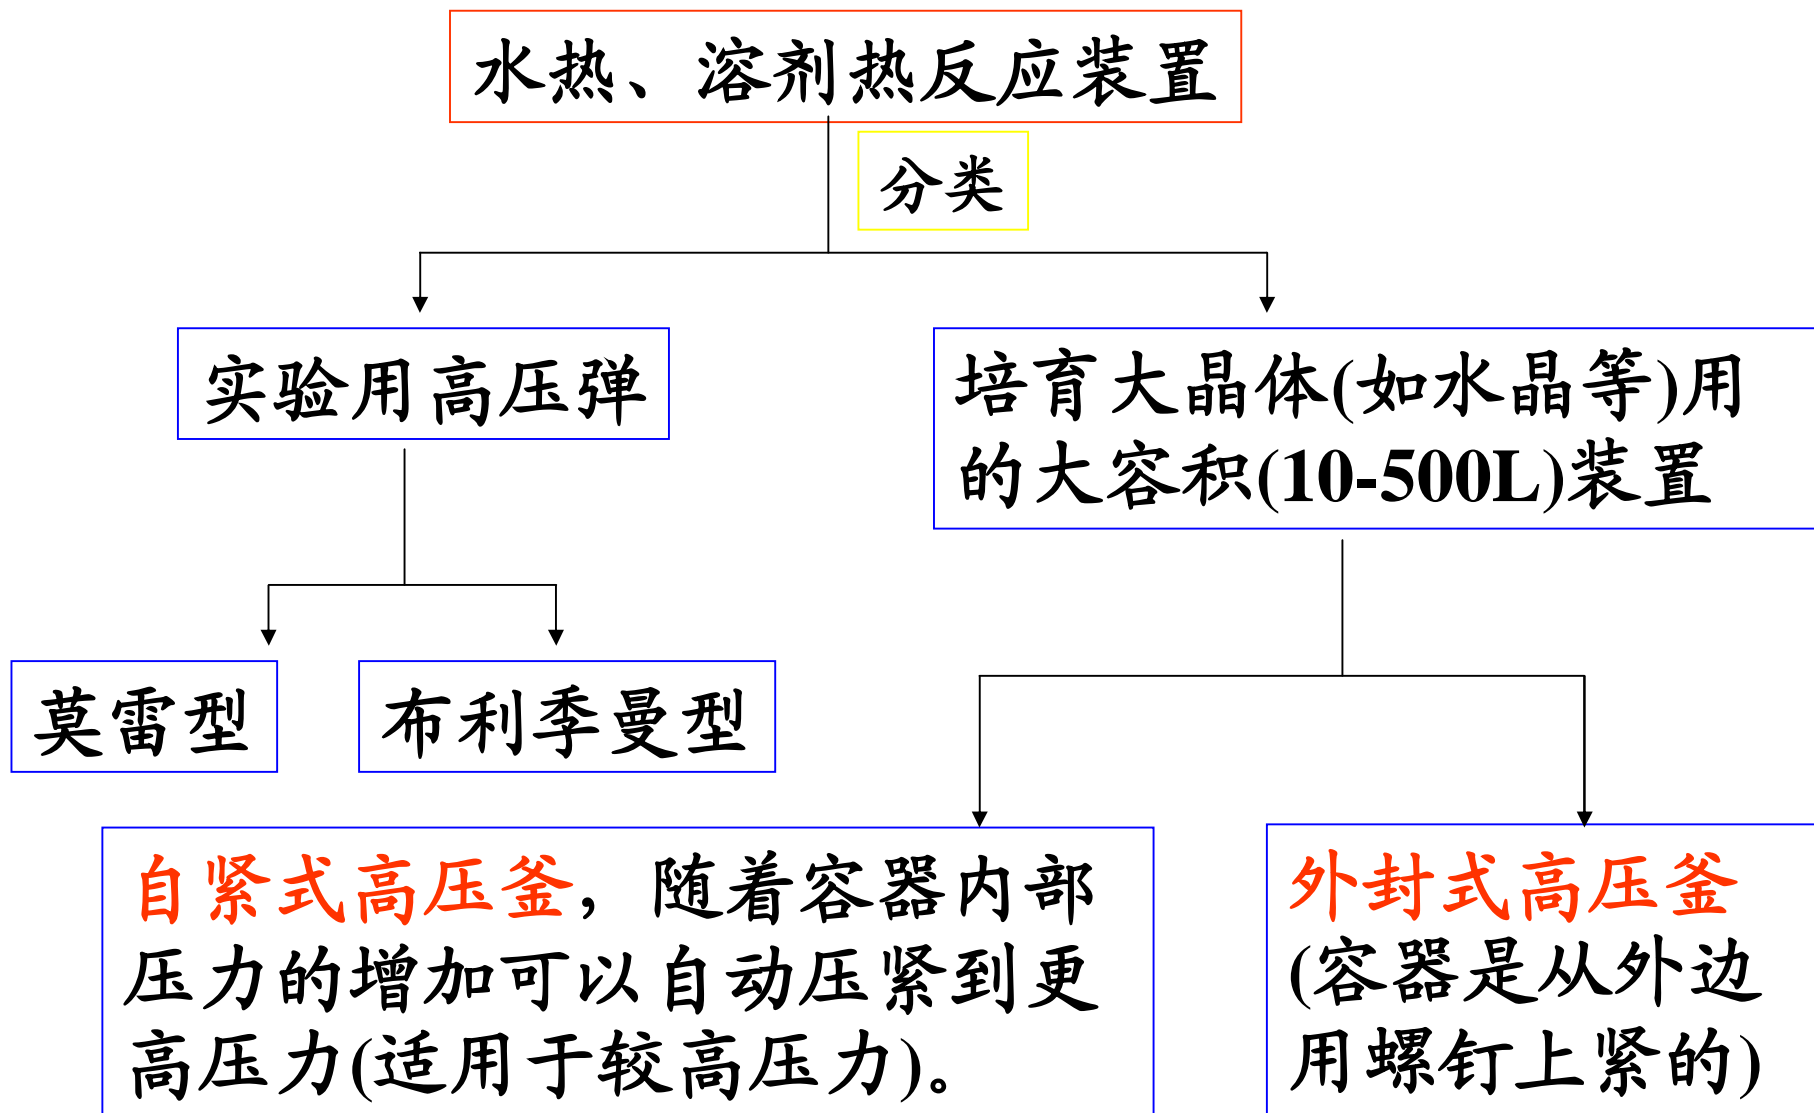 水热、溶剂热反应装置
分类
实验用高压弹
培育大晶体(如水晶等)用
的大容积(10-500L)装置
莫雷型
布利季曼型
自紧式高压釜，随着容器内部
压力的增加可以自动压紧到更
高压力(适用于较高压力)。
外封式高压釜
(容器是从外边
用螺钉上紧的)